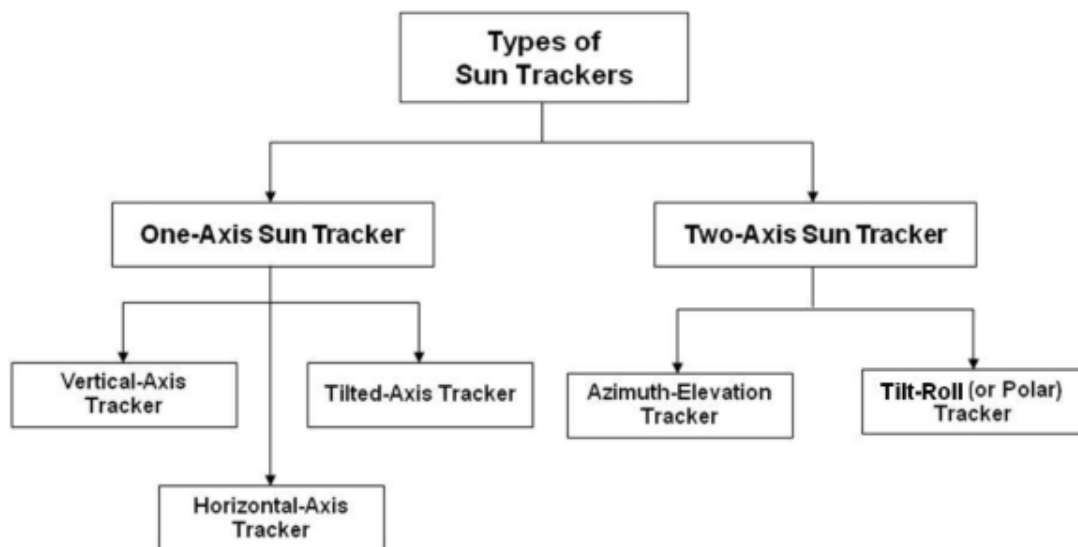 Types of
Sun Trackers
One-Axis Sun Tracker
Two-Axis Sun Tracker
Vertical-Axis
Tracker
Tilted-Axis Tracker
Horizontal-Axis
Tracker
Azimuth-Elevation
Tracker
Tilt-Roll (or Polar)
Tracker